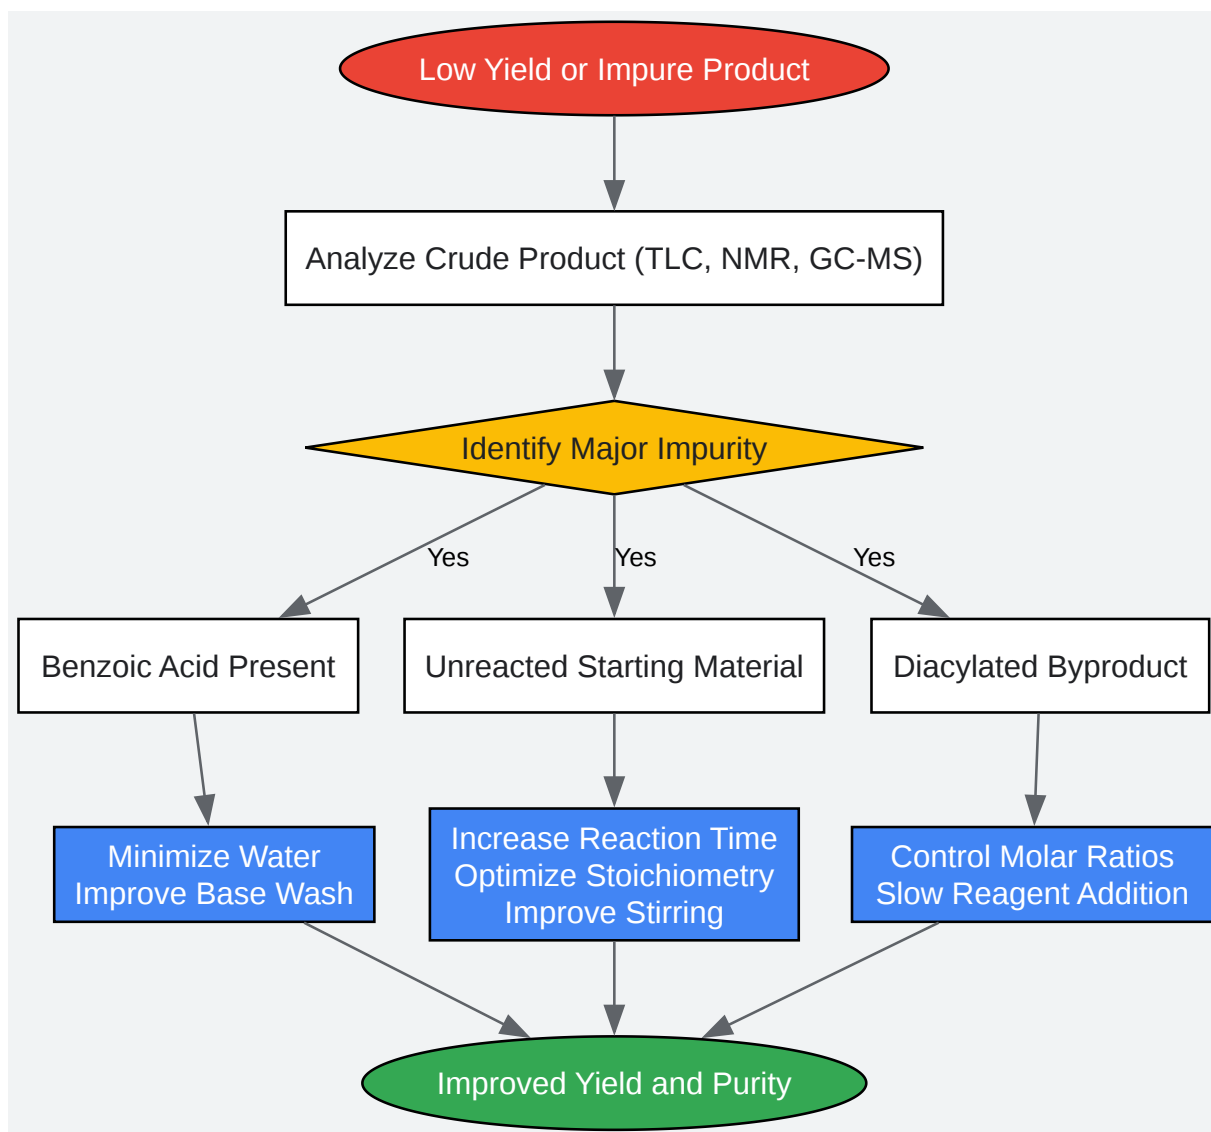 Low Yield or Impure Product
Analyze Crude Product (TLC, NMR, GC-MS)
Identify Major Impurity
Yes
Yes
Yes
Benzoic Acid Present
Unreacted Starting Material
Diacylated Byproduct
Minimize Water
Improve Base Wash
Increase Reaction Time
Optimize Stoichiometry
Improve Stirring
Control Molar Ratios
Slow Reagent Addition
Improved Yield and Purity